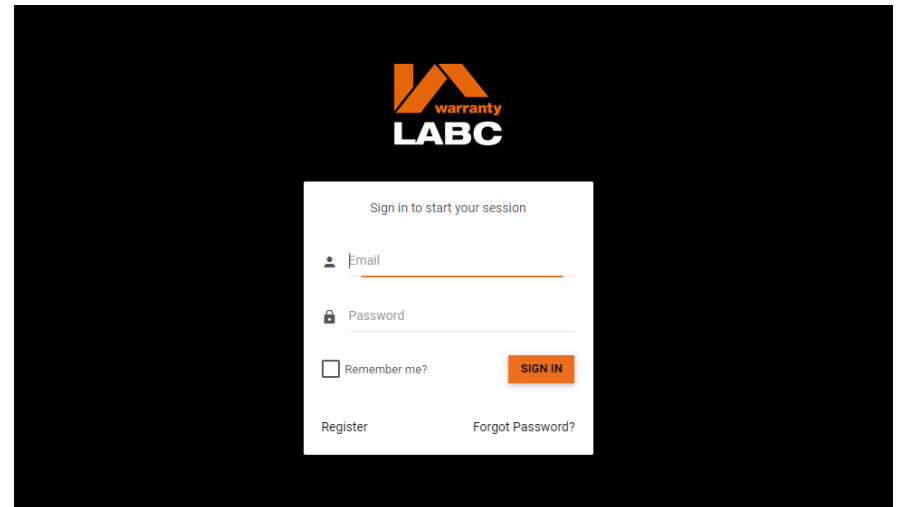 warranty
LABC
Sign in to start your session
Email
Password
Remember me?
SIGN IN
Register
Forgot Password?